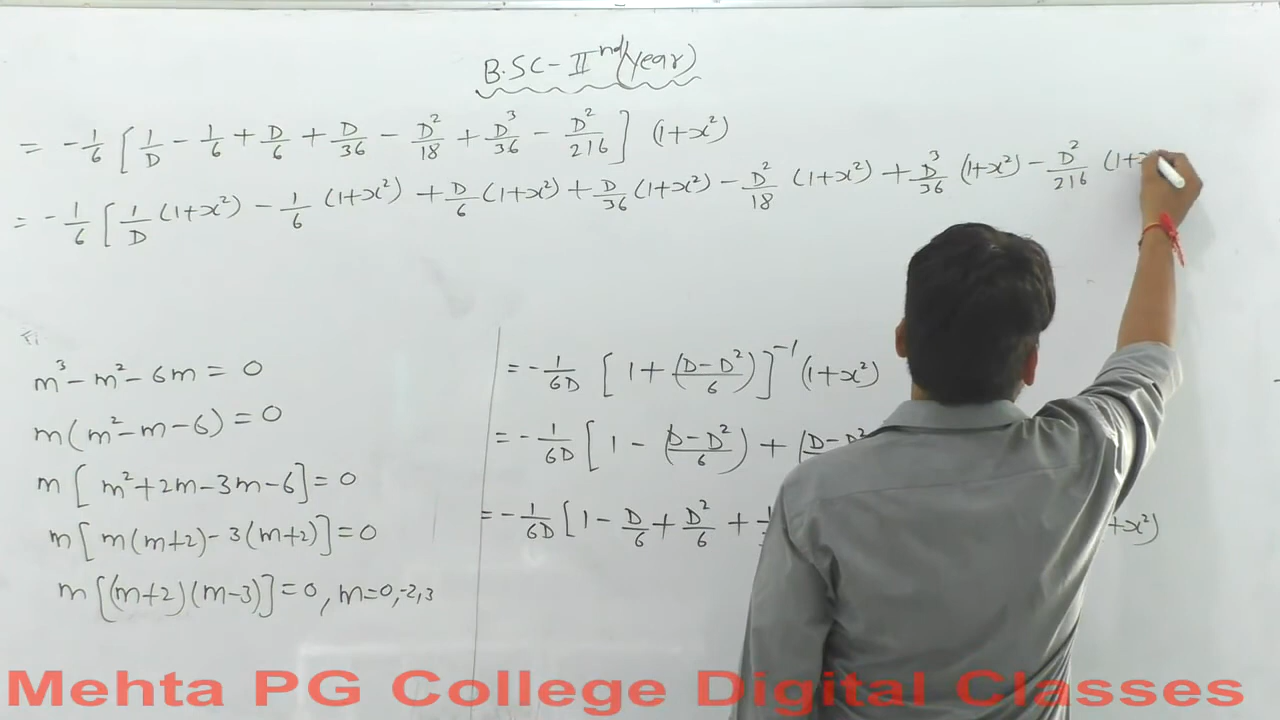 B.SC-IInd(Year)
= -1/6 [1/D - 1/6 + D/6 + D/36 - D²/18 + D³/36 - D²/216] (1+x²)
= -1/6 [1/D (1+x²) - 1/6 (1+x²) + D/6 (1+x²) + D/36 (1+x²) - D²/18 (1+x²) + D³/36 (1+x²) - D²/216 (1+x
m³-m²-6m=0
m(m²-m-6)=0
m[m²+2m-3m-6]=0
m[m(m+2)-3(m+2)]=0
m[(m+2)(m-3)]=0, m=0,-2,3
= -1/6D [1+(D-D²/6)]⁻¹ (1+x²)
= -1/6D [1-(D-D²/6)+(D-D²
= -1/6D [1-D/6+D²/6+ +x²)
Mehta PG College Digital Classes